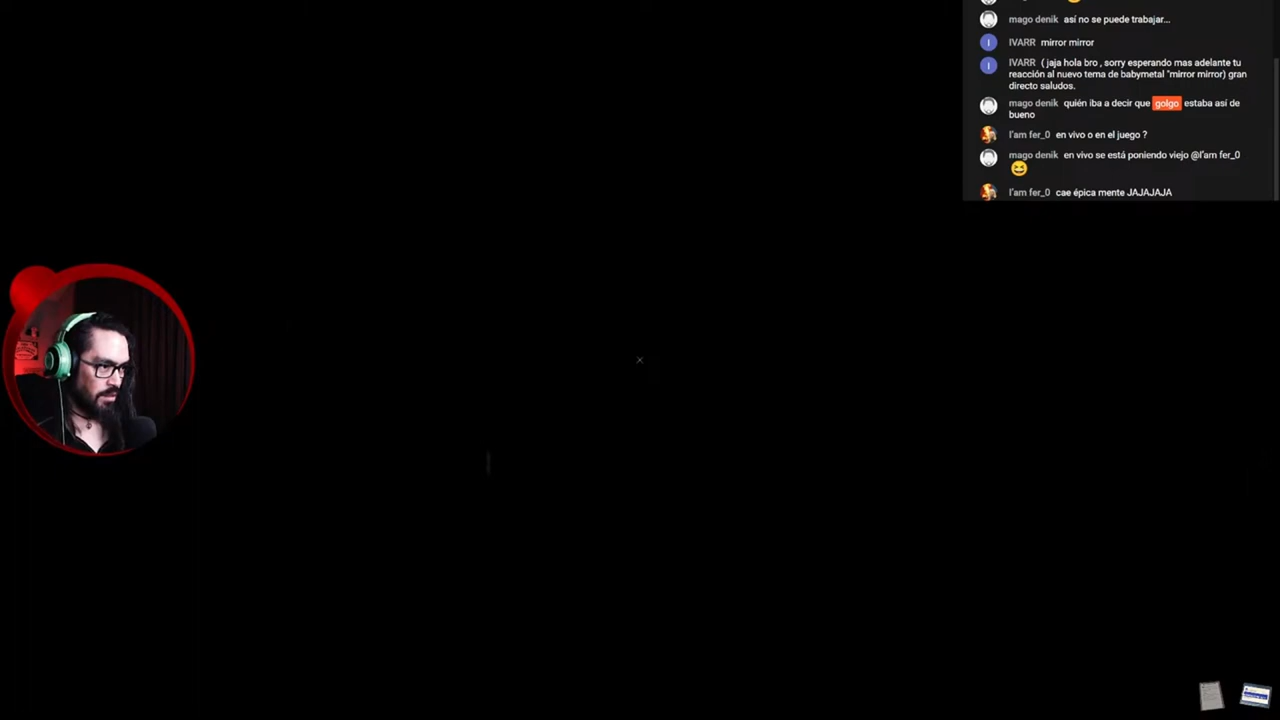 mago denik así no se puede trabajar...
IVARR mirror mirror
IVARR ( jaja hola bro , sorry esperando mas adelante tu
reacción al nuevo tema de babymetal "mirror mirror) gran
directo saludos.
mago denik quién iba a decir que golgo estaba así de
bueno
I'am fer_0 en vivo o en el juego ?
mago denik en vivo se está poniendo viejo @I'am fer_0
I'am fer_0 cae épica mente JAJAJAJA